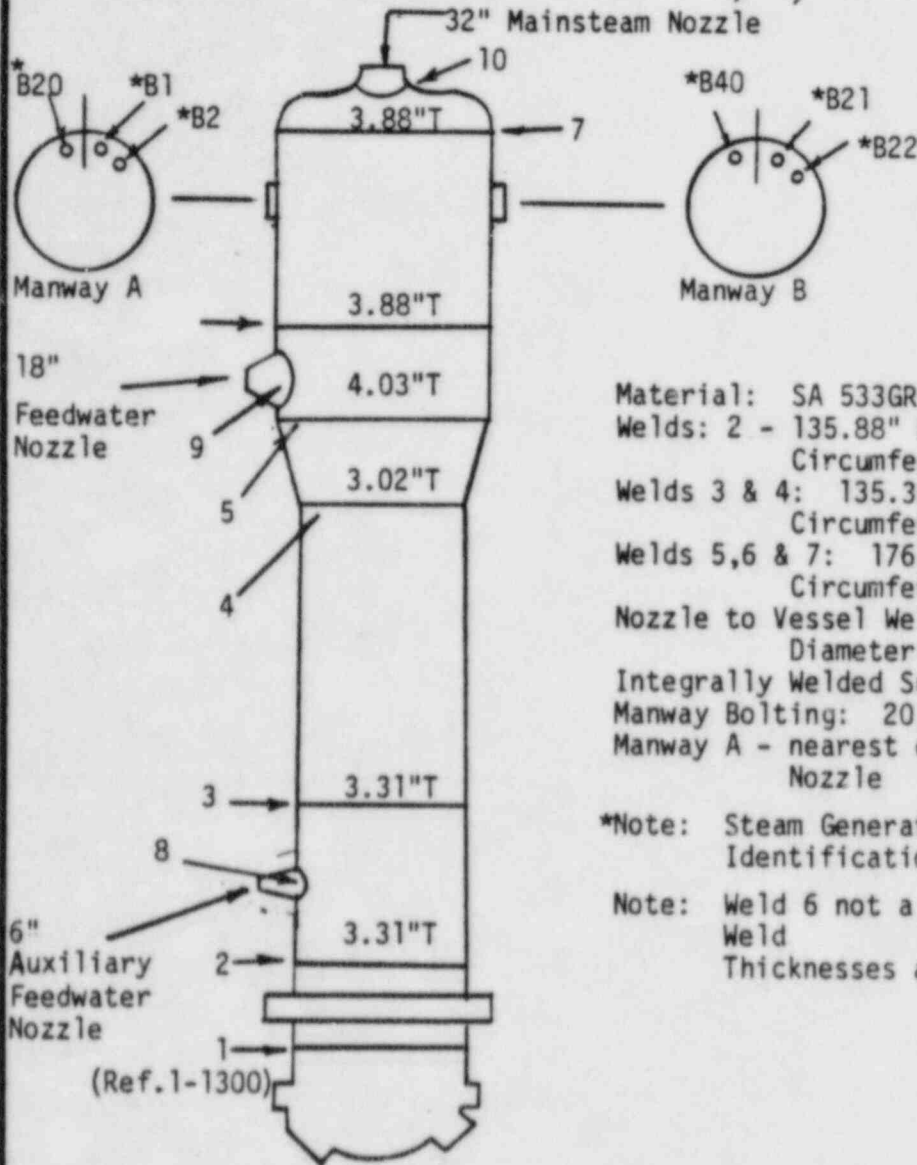 32" Mainsteam Nozzle
10
*B20
*B1
*B2
*B40
*B21
*B22
3.88"T
7
Manway A
Manway B
3.88"T
18"
Feedwater
Nozzle
9
4.03"T
5
3.02"T
4
Material: SA 533GR
Welds: 2 - 135.88"
Circumfe
Welds 3 & 4: 135.3
Circumfe
Welds 5,6 & 7: 176
Circumfe
Nozzle to Vessel We
Diameter
Integrally Welded S
Manway Bolting: 20
Manway A - nearest
Nozzle
*Note: Steam Genera
Identificatio
Note: Weld 6 not a
Weld
Thicknesses a
3
3.31"T
8
6"
Auxiliary
Feedwater
Nozzle
2
3.31"T
1
(Ref.1-1300)